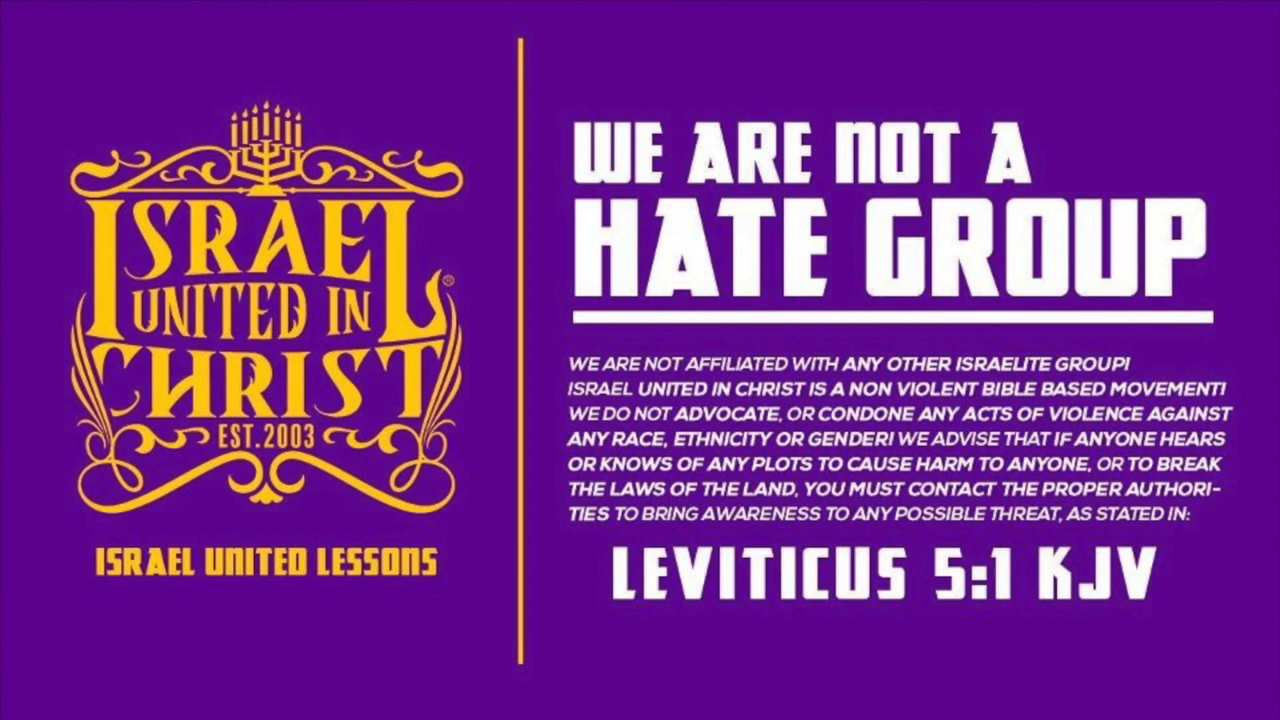 ISRAEL
UNITED IN
CHRIST
EST.2003
ISRAEL UNITED LESSONS
WE ARE NOT A
HATE GROUP
WE ARE NOT AFFILIATED WITH ANY OTHER ISRAELITE GROUP!
ISRAEL UNITED IN CHRIST IS A NON VIOLENT BIBLE BASED MOVEMENT!
WE DO NOT ADVOCATE, OR CONDONE ANY ACTS OF VIOLENCE AGAINST
ANY RACE, ETHNICITY OR GENDER! WE ADVISE THAT IF ANYONE HEARS
OR KNOWS OF ANY PLOTS TO CAUSE HARM TO ANYONE, OR TO BREAK
THE LAWS OF THE LAND, YOU MUST CONTACT THE PROPER AUTHORI-
TIES TO BRING AWARENESS TO ANY POSSIBLE THREAT, AS STATED IN:
LEVITICUS 5:1 KJV